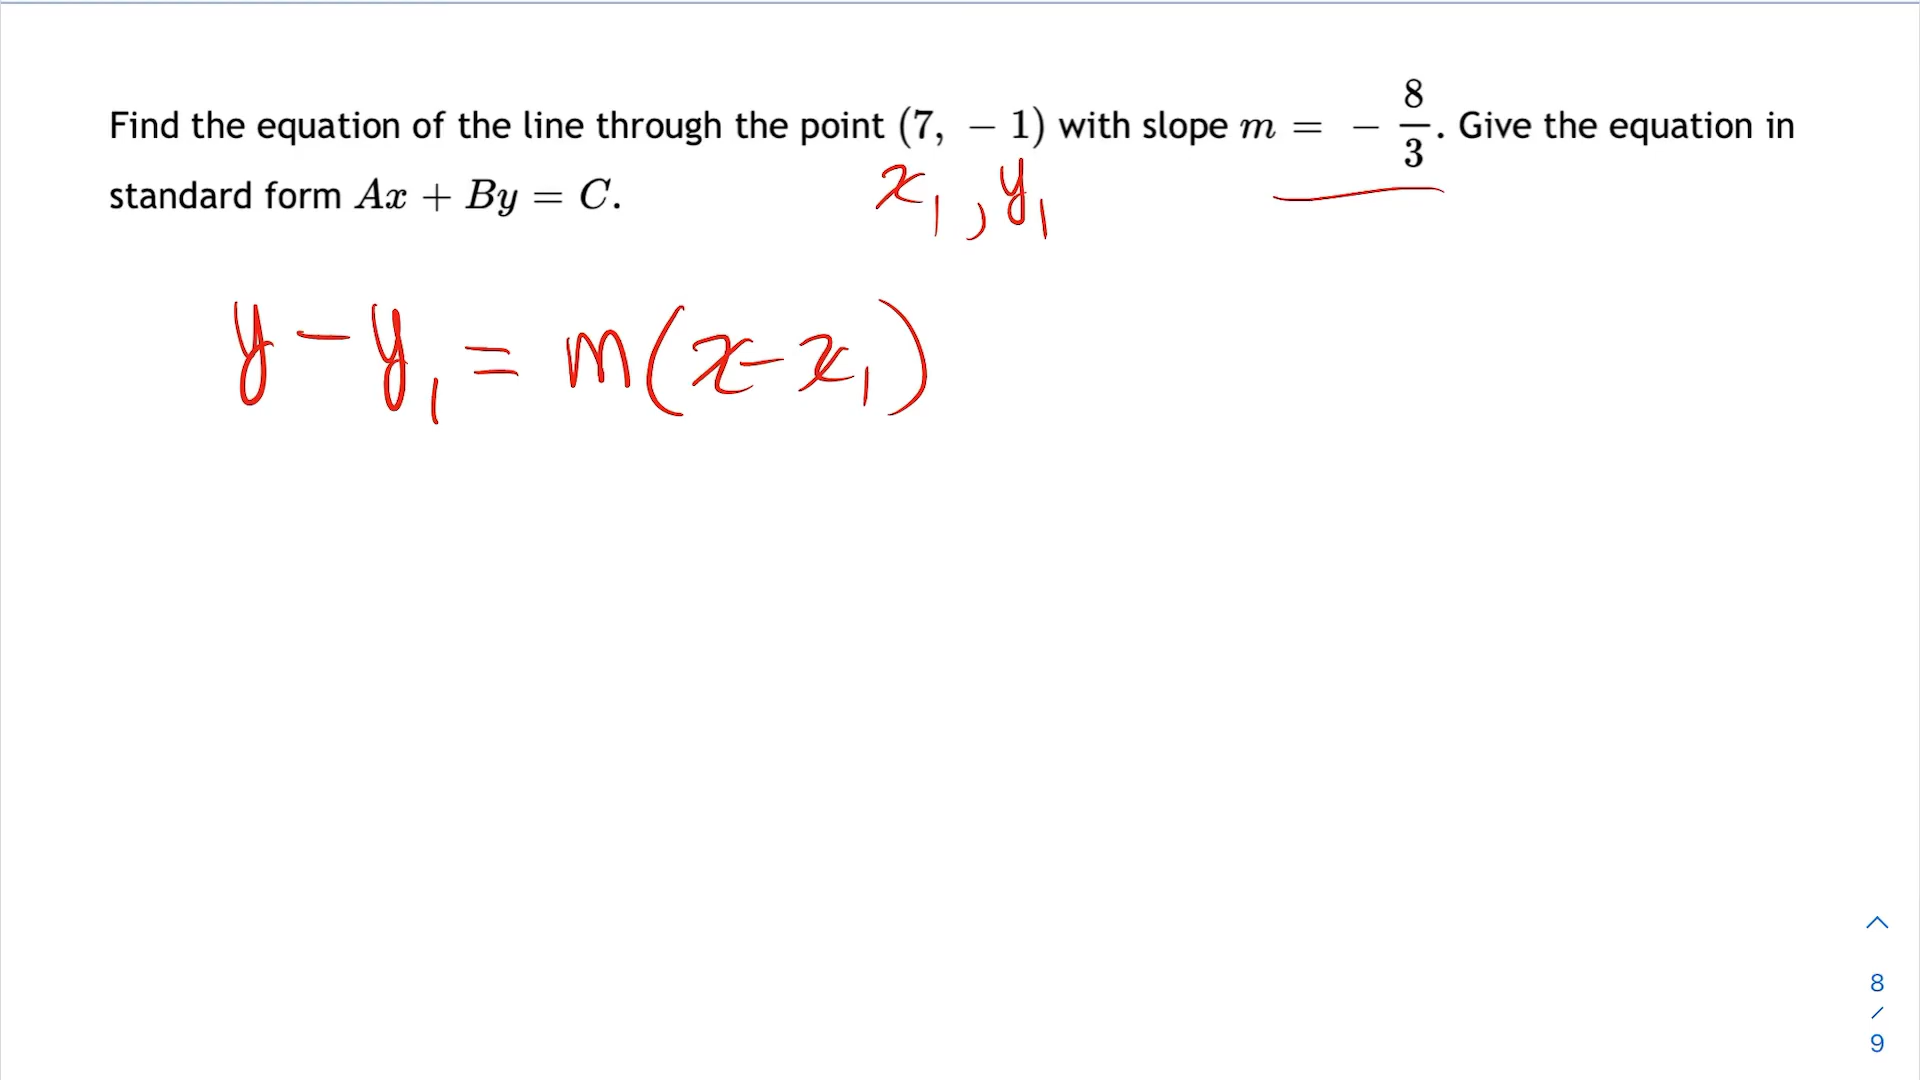 Find the equation of the line through the point (7, − 1) with slope m = − 8/3. Give the equation in
standard form Ax + By = C.
x₁, y₁
y − y₁ = m(x − x₁)
8
/
9